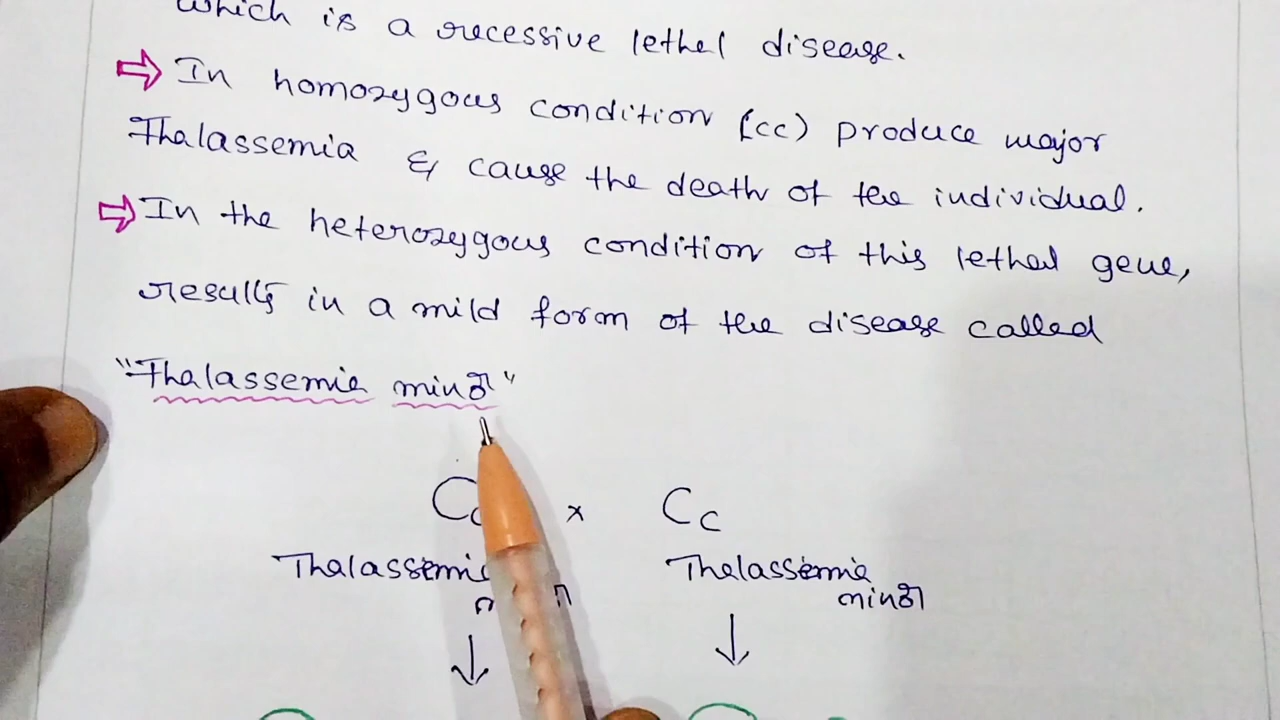 which is a recessive lethel disease.
⇒ In homozygous condition (cc) produce major
Thalassemia & cause the death of the individual.
⇒ In the heterozygous condition of this lethal gene,
results in a mild form of the disease called
"Thalassemia minor"
C × Cc
Thalassemia Thalassemia
minor